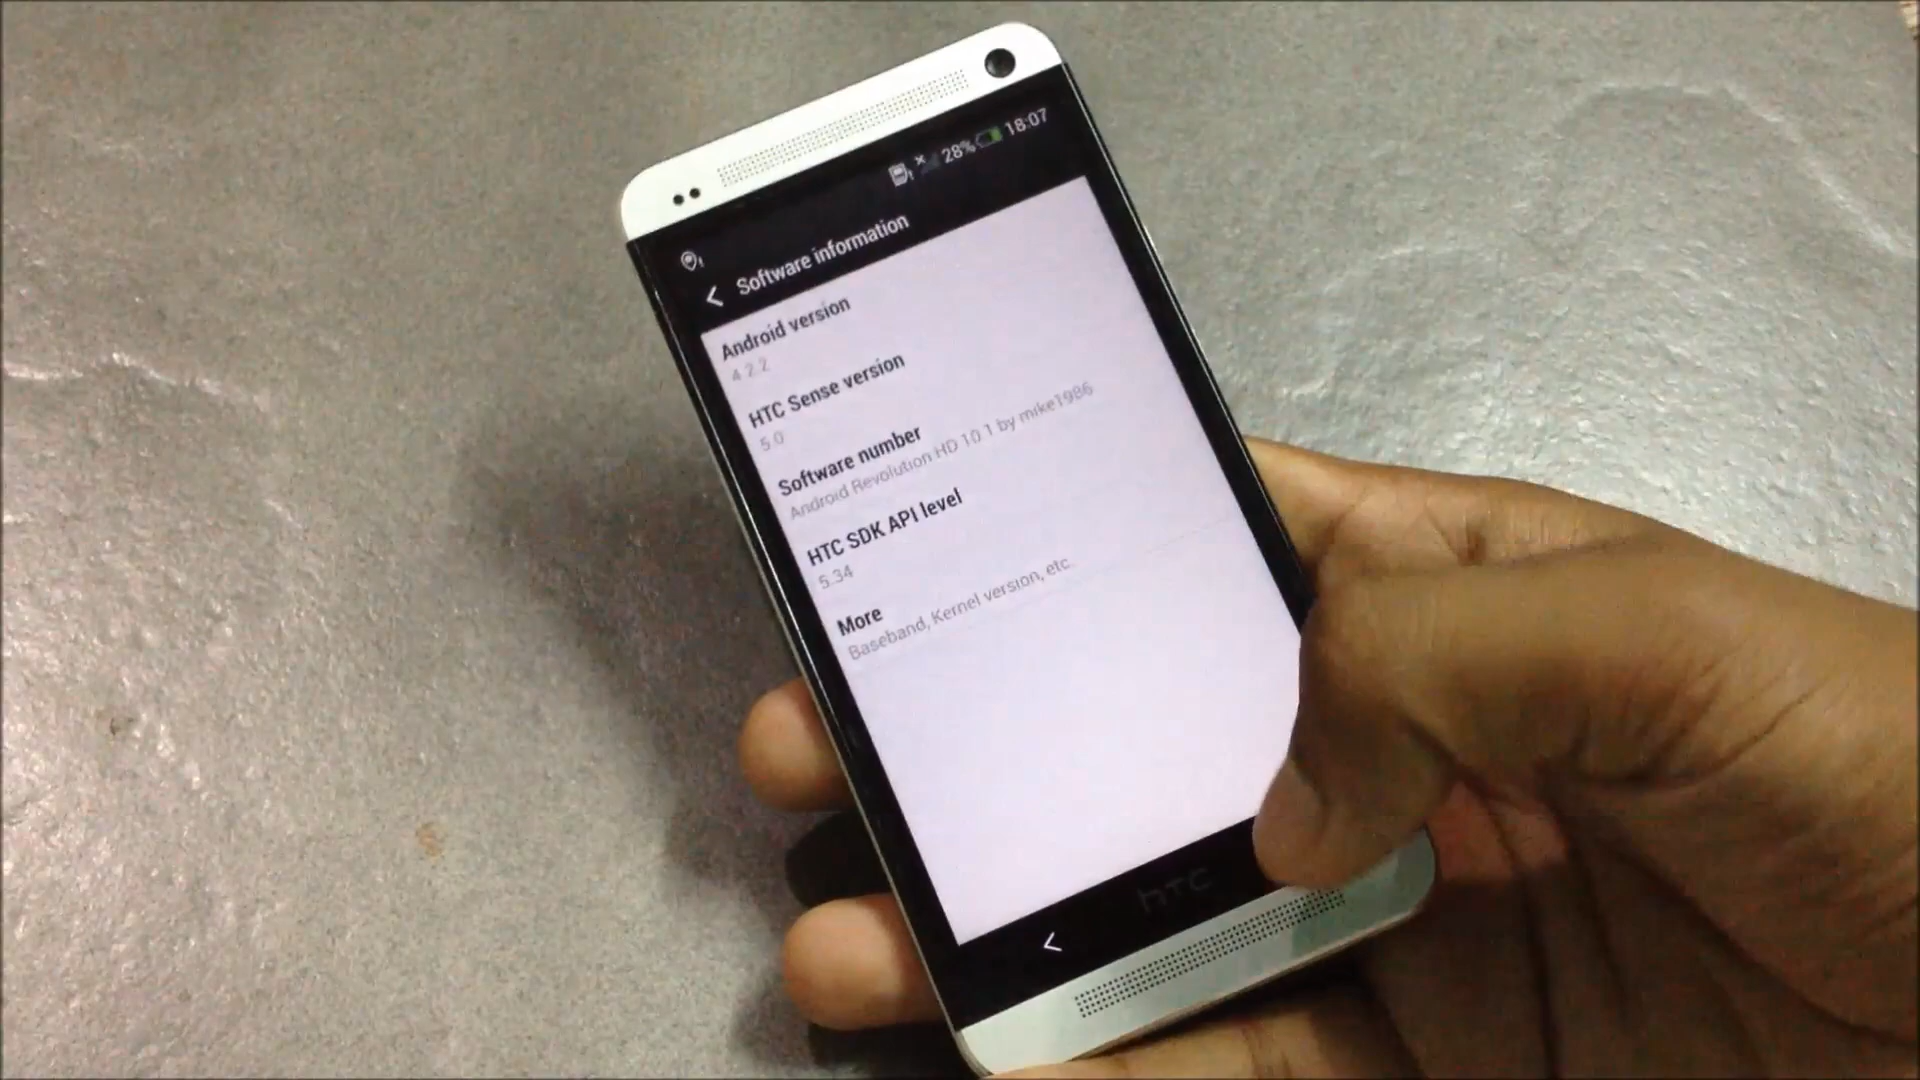 28% 18:07
Software information
Android version
4.2.2
HTC Sense version
5.0
Software number
Android Revolution HD 10.1 by mike1986
HTC SDK API level
5.34
More
Baseband, Kernel version, etc.
hTC